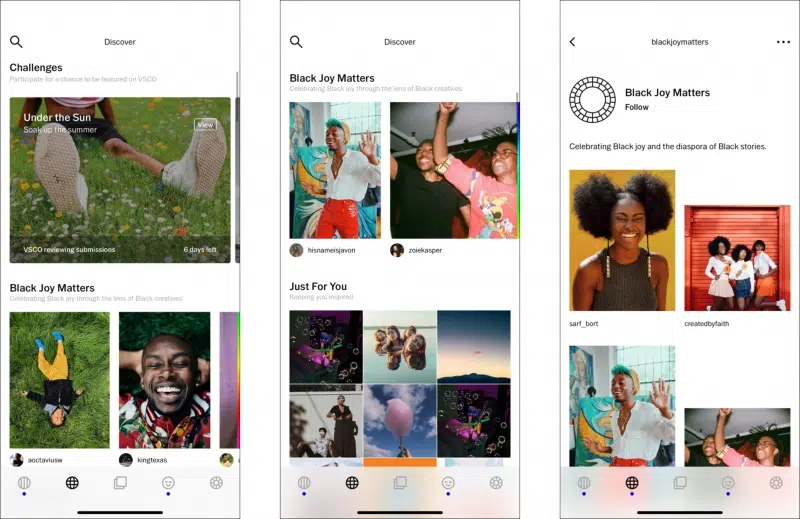 Discover
Challenges
Participate for a chance to be featured on VSCO
Under the Sun
Soak up the summer
View
VSCO reviewing submissions
6 days left
Black Joy Matters
Celebrating Black joy through the lens of Black creatives
aoctaviusw
kingtexas
Discover
Black Joy Matters
Celebrating Black joy through the lens of Black creatives
hisnameisjavon
zoiekasper
Just For You
Keeping you inspired
blackjoymatters
Black Joy Matters
Follow
Celebrating Black joy and the diaspora of Black stories.
sarf_bort
createdbyfaith